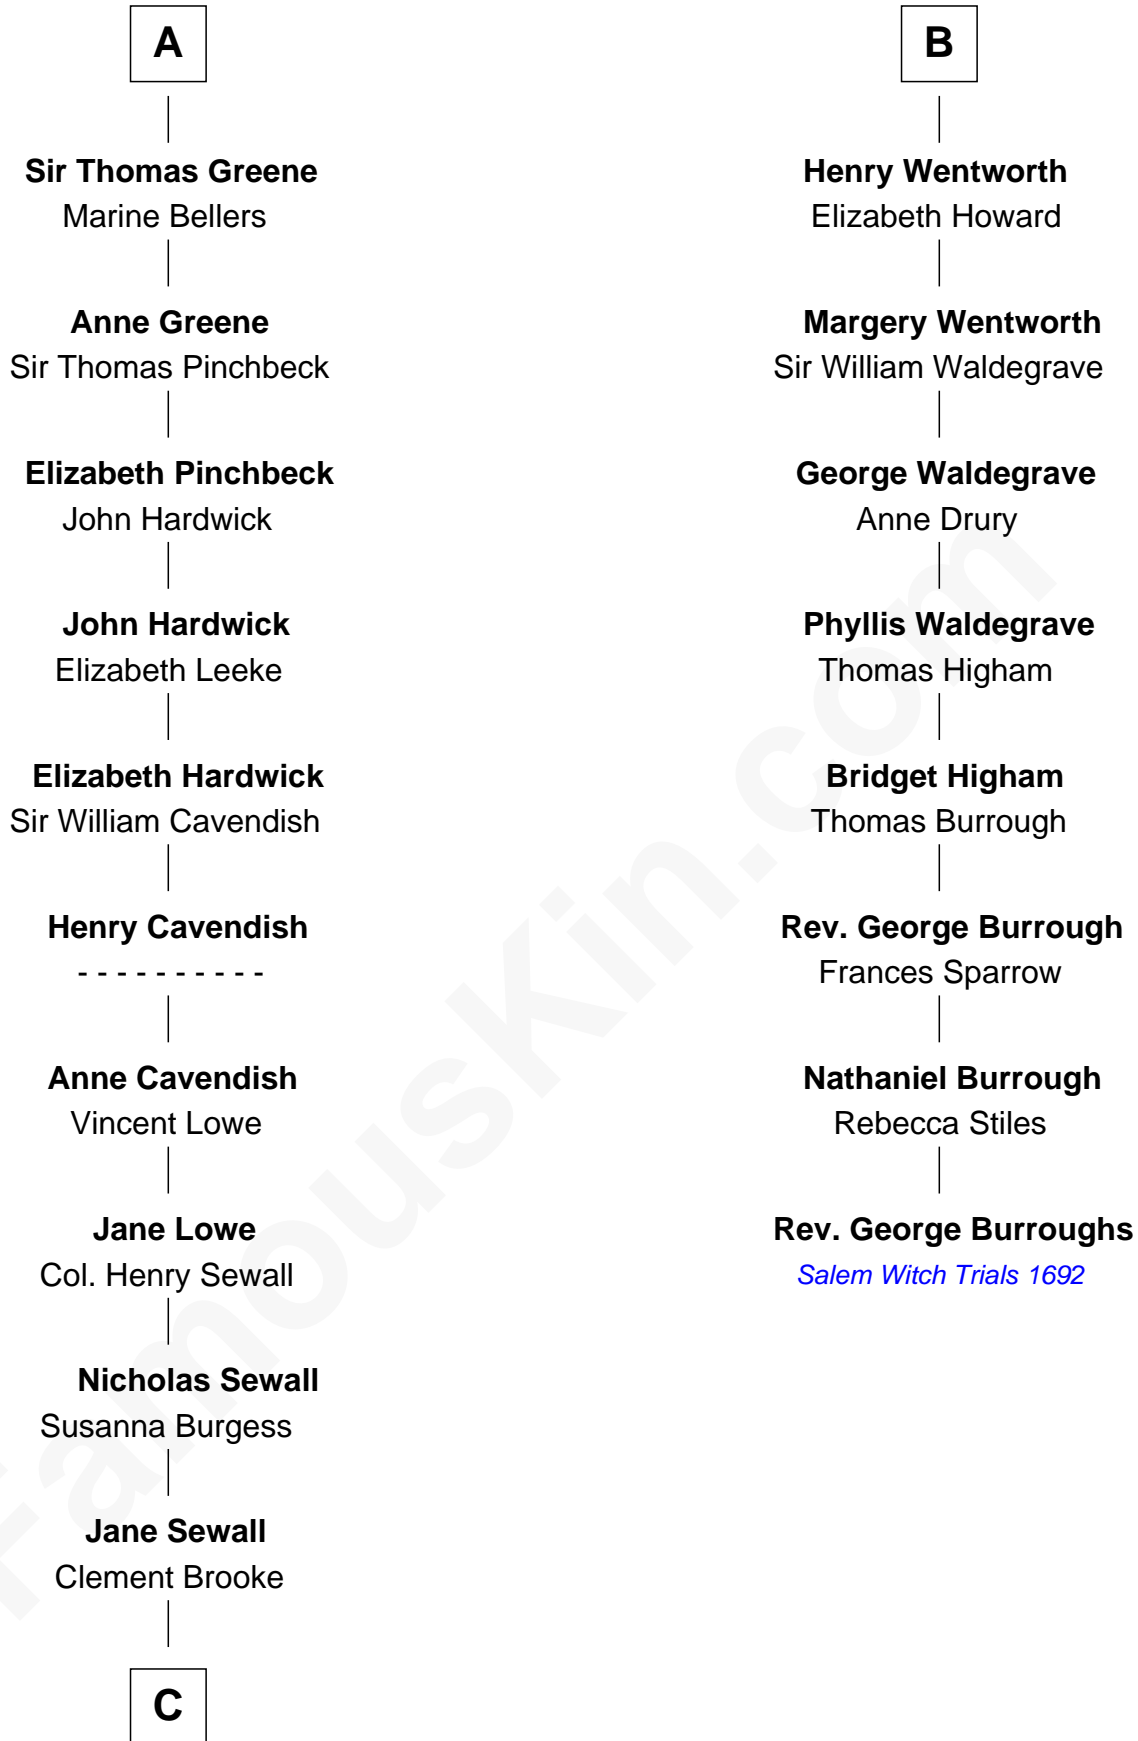 A
Sir Thomas Greene
Marine Bellers
Anne Greene
Sir Thomas Pinchbeck
Elizabeth Pinchbeck
John Hardwick
John Hardwick
Elizabeth Leeke
Elizabeth Hardwick
Sir William Cavendish
Henry Cavendish
- - - - - - - - - -
Anne Cavendish
Vincent Lowe
Jane Lowe
Col. Henry Sewall
Nicholas Sewall
Susanna Burgess
Jane Sewall
Clement Brooke
C
B
Henry Wentworth
Elizabeth Howard
Margery Wentworth
Sir William Waldegrave
George Waldegrave
Anne Drury
Phyllis Waldegrave
Thomas Higham
Bridget Higham
Thomas Burrough
Rev. George Burrough
Frances Sparrow
Nathaniel Burrough
Rebecca Stiles
Rev. George Burroughs
Salem Witch Trials 1692
FamousKin.com